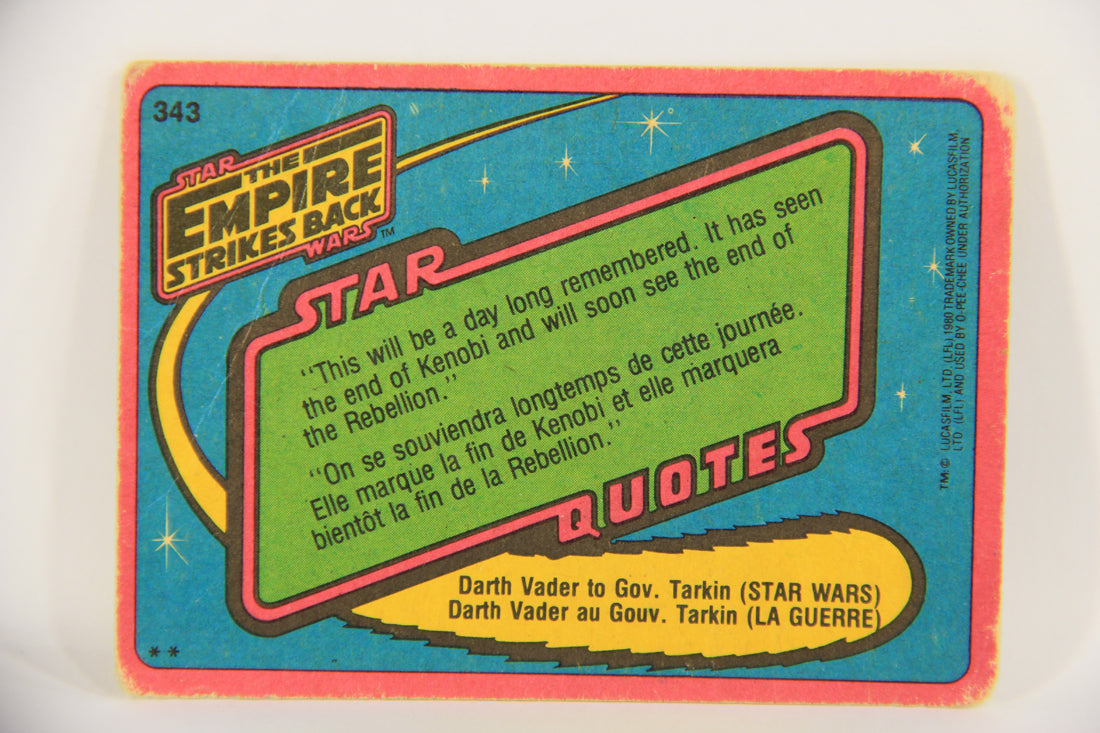 343
STAR
THE
EMPIRE
STRIKES BACK
WARS™
STAR
“This will be a day long remembered. It has seen
the end of Kenobi and will soon see the end of
the Rebellion.”
“On se souviendra longtemps de cette journée.
Elle marque la fin de Kenobi et elle marquera
bientôt la fin de la Rebellion.”
QUOTES
Darth Vader to Gov. Tarkin (STAR WARS)
Darth Vader au Gouv. Tarkin (LA GUERRE)
**
TM: © LUCASFILM, LTD. (LFL) 1980 TRADEMARK OWNED BY LUCASFILM,
LTD. (LFL) AND USED BY O-PEE-CHEE UNDER AUTHORIZATION